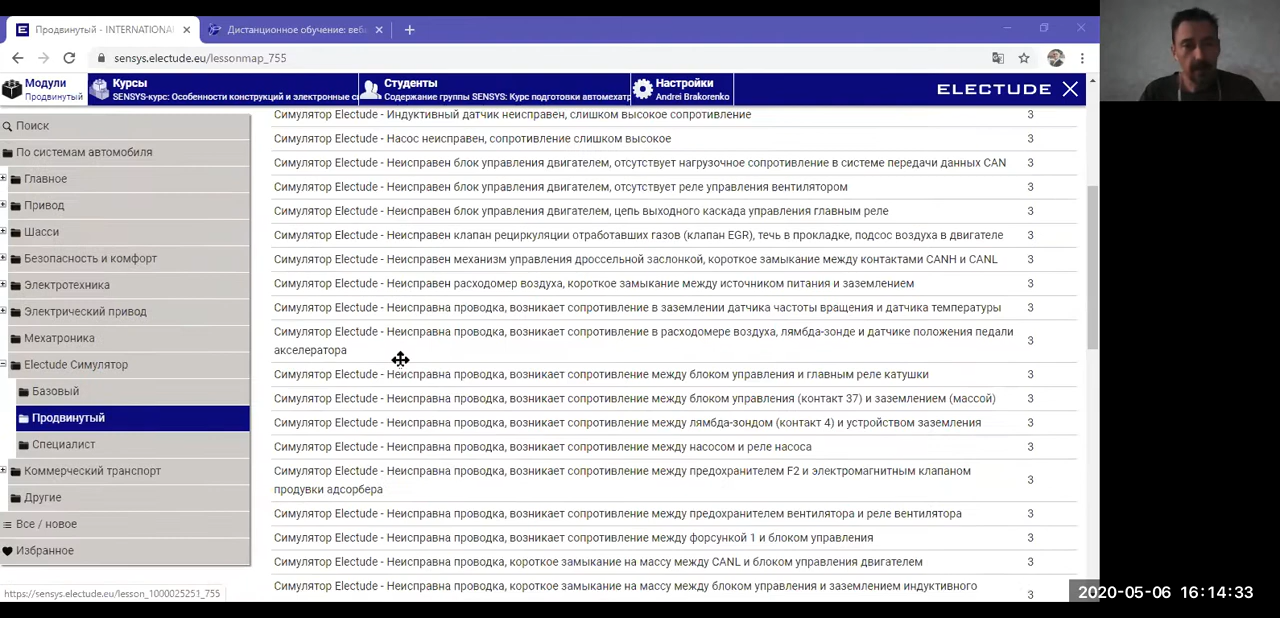 Продвинутый - INTERNATIONA
Дистанционное обучение: веб
sensys.electude.eu/lessonmap_755
Модули
Продвинутый
Курсы
SENSYS-курс: Особенности конструкций и электронные с
Студенты
Содержание группы SENSYS: Курс подготовки автомехат
Настройки
Andrei Brakorenko
ELECTUDE
Поиск
По системам автомобиля
Главное
Привод
Шасси
Безопасность и комфорт
Электротехника
Электрический привод
Мехатроника
Electude Симулятор
Базовый
Продвинутый
Специалист
Коммерческий транспорт
Другие
Все / новое
Избранное
Симулятор Electude - Индуктивный датчик неисправен, слишком высокое сопротивление 3
Симулятор Electude - Насос неисправен, сопротивление слишком высокое 3
Симулятор Electude - Неисправен блок управления двигателем, отсутствует нагрузочное сопротивление в системе передачи данных CAN 3
Симулятор Electude - Неисправен блок управления двигателем, отсутствует реле управления вентилятором 3
Симулятор Electude - Неисправен блок управления двигателем, цепь выходного каскада управления главным реле 3
Симулятор Electude - Неисправен клапан рециркуляции отработавших газов (клапан EGR), течь в прокладке, подсос воздуха в двигателе 3
Симулятор Electude - Неисправен механизм управления дроссельной заслонкой, короткое замыкание между контактами CANH и CANL 3
Симулятор Electude - Неисправен расходомер воздуха, короткое замыкание между источником питания и заземлением 3
Симулятор Electude - Неисправна проводка, возникает сопротивление в заземлении датчика частоты вращения и датчика температуры 3
Симулятор Electude - Неисправна проводка, возникает сопротивление в расходомере воздуха, лямбда-зонде и датчике положения педали
акселератора 3
Симулятор Electude - Неисправна проводка, возникает сопротивление между блоком управления и главным реле катушки 3
Симулятор Electude - Неисправна проводка, возникает сопротивление между блоком управления (контакт 37) и заземлением (массой) 3
Симулятор Electude - Неисправна проводка, возникает сопротивление между лямбда-зондом (контакт 4) и устройством заземления 3
Симулятор Electude - Неисправна проводка, возникает сопротивление между насосом и реле насоса 3
Симулятор Electude - Неисправна проводка, возникает сопротивление между предохранителем F2 и электромагнитным клапаном
продувки адсорбера 3
Симулятор Electude - Неисправна проводка, возникает сопротивление между предохранителем вентилятора и реле вентилятора 3
Симулятор Electude - Неисправна проводка, возникает сопротивление между форсункой 1 и блоком управления 3
Симулятор Electude - Неисправна проводка, короткое замыкание на массу между CANL и блоком управления двигателем 3
Симулятор Electude - Неисправна проводка, короткое замыкание на массу между блоком управления и заземлением индуктивного 3
https://sensys.electude.eu/lesson_1000025251_755
2020-05-06 16:14:33